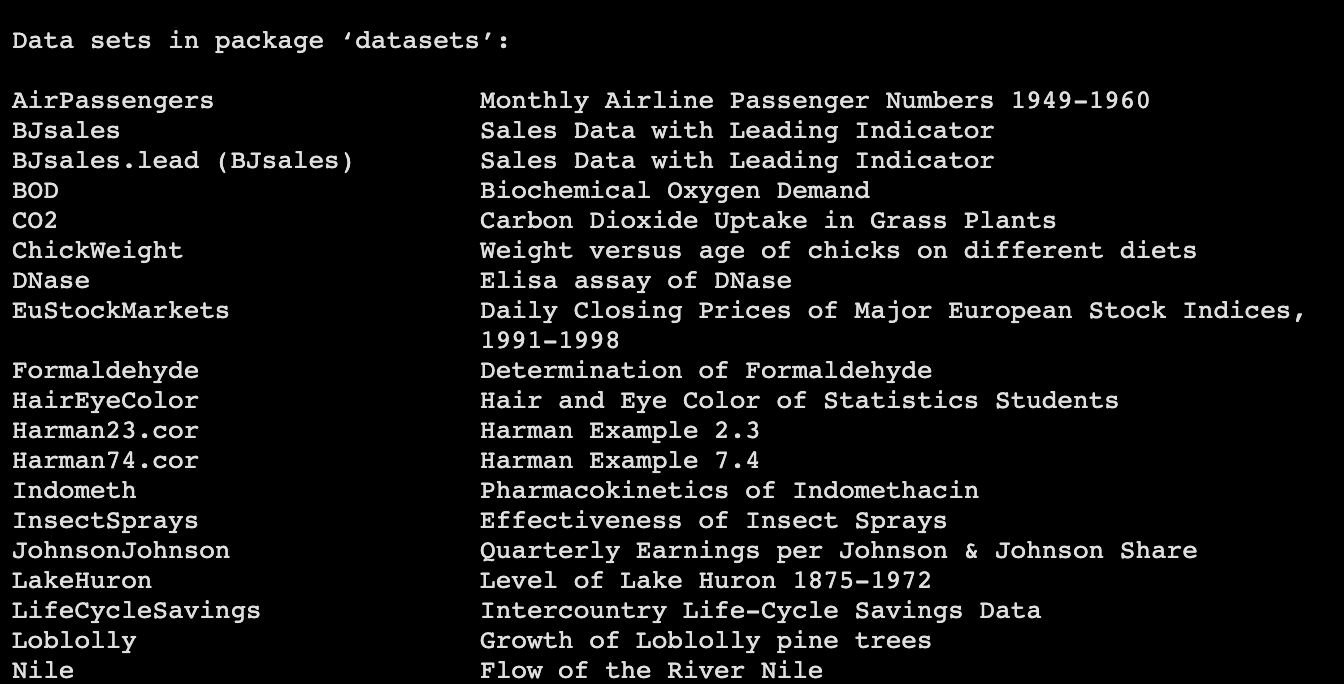 Data sets in package ‘datasets’:
AirPassengers Monthly Airline Passenger Numbers 1949-1960
BJsales Sales Data with Leading Indicator
BJsales.lead (BJsales) Sales Data with Leading Indicator
BOD Biochemical Oxygen Demand
CO2 Carbon Dioxide Uptake in Grass Plants
ChickWeight Weight versus age of chicks on different diets
DNase Elisa assay of DNase
EuStockMarkets Daily Closing Prices of Major European Stock Indices,
1991-1998
Formaldehyde Determination of Formaldehyde
HairEyeColor Hair and Eye Color of Statistics Students
Harman23.cor Harman Example 2.3
Harman74.cor Harman Example 7.4
Indometh Pharmacokinetics of Indomethacin
InsectSprays Effectiveness of Insect Sprays
JohnsonJohnson Quarterly Earnings per Johnson & Johnson Share
LakeHuron Level of Lake Huron 1875-1972
LifeCycleSavings Intercountry Life-Cycle Savings Data
Loblolly Growth of Loblolly pine trees
Nile Flow of the River Nile